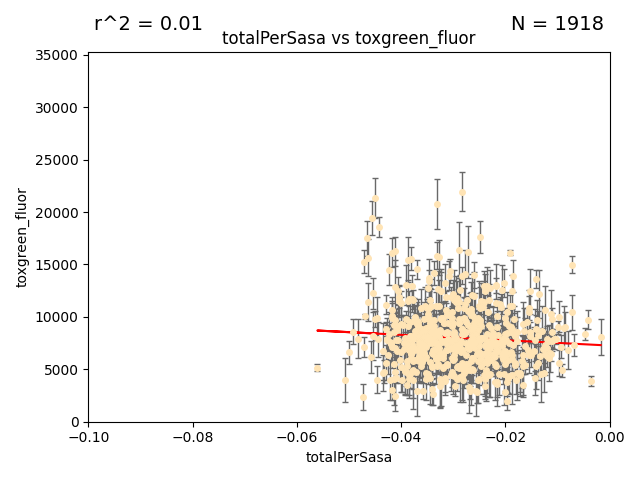 r^2 = 0.01
N = 1918
totalPerSasa vs toxgreen_fluor
35000
30000
25000
20000
15000
10000
5000
0
toxgreen_fluor
−0.10
−0.08
−0.06
−0.04
−0.02
0.00
totalPerSasa